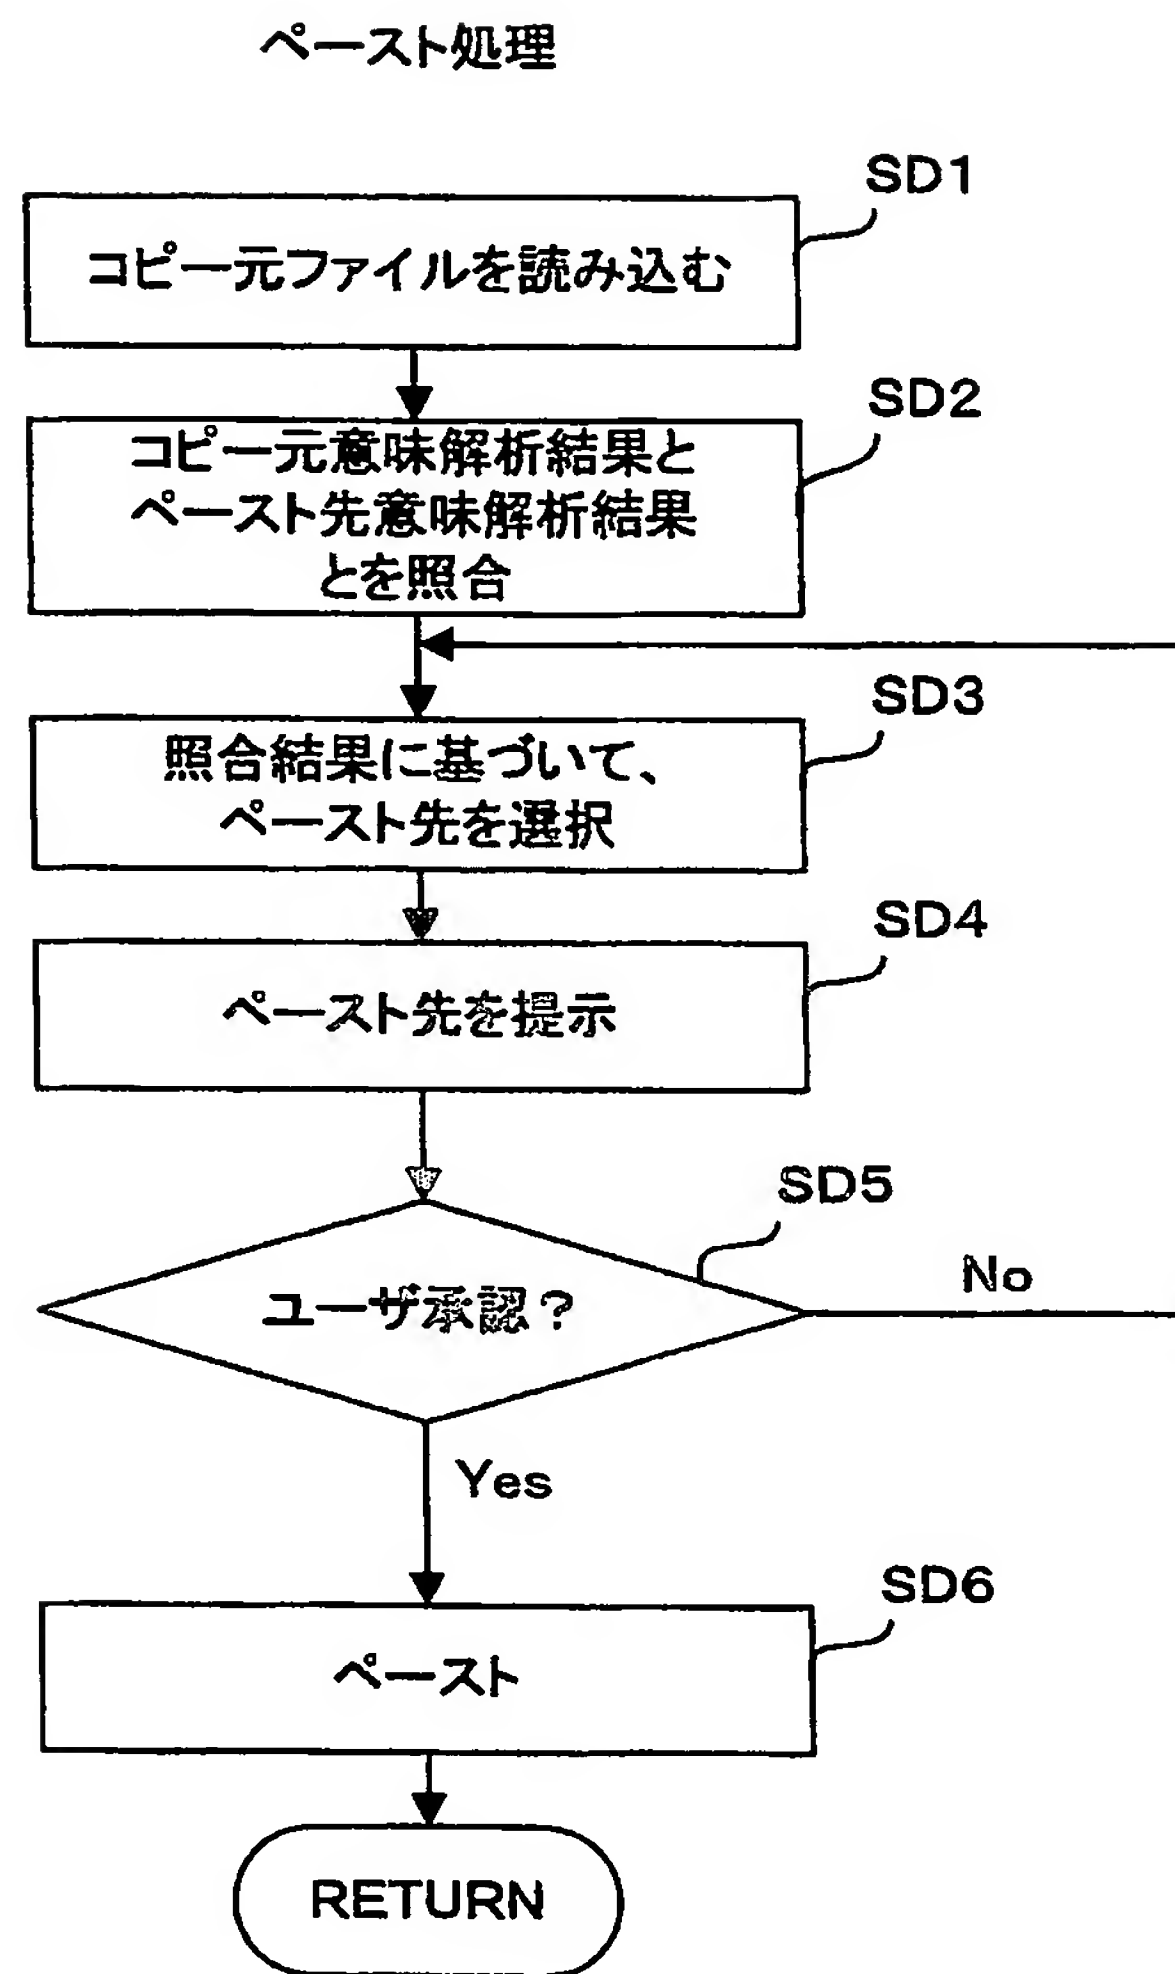 ペースト処理
SD1
コピー元ファイルを読み込む
SD2
コピー元意味解析結果と
ペースト先意味解析結果
とを照合
SD3
照合結果に基づいて、
ペースト先を選択
SD4
ペースト先を提示
SD5
ユーザ承認？
No
Yes
SD6
ペースト
RETURN